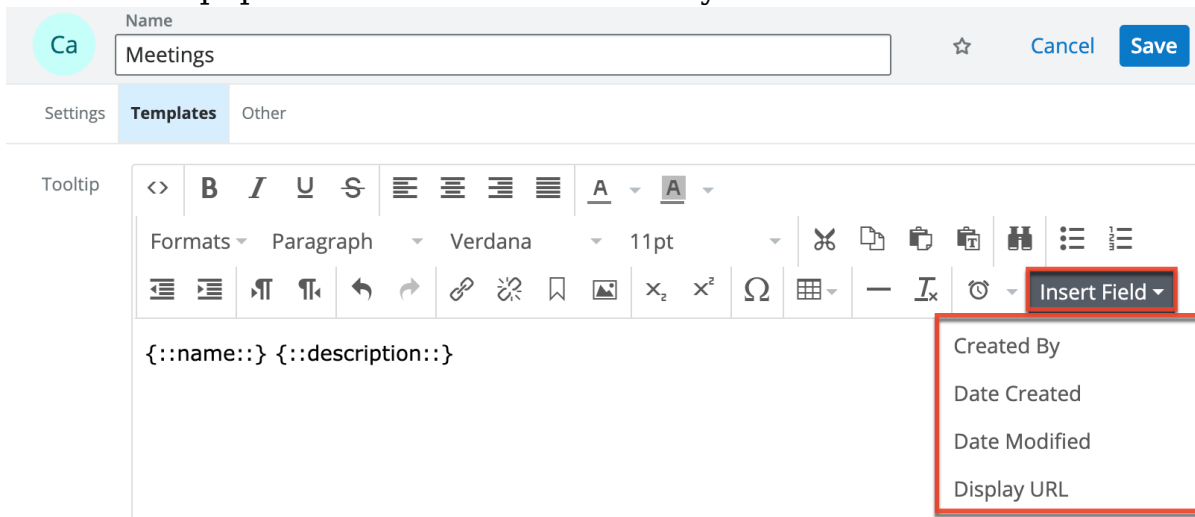 Name
Ca
Meetings
Cancel Save
Settings Templates Other
Tooltip
B I U S A A
Formats Paragraph Verdana 11pt
Ω Insert Field
{::name::} {::description::}
Created By
Date Created
Date Modified
Display URL